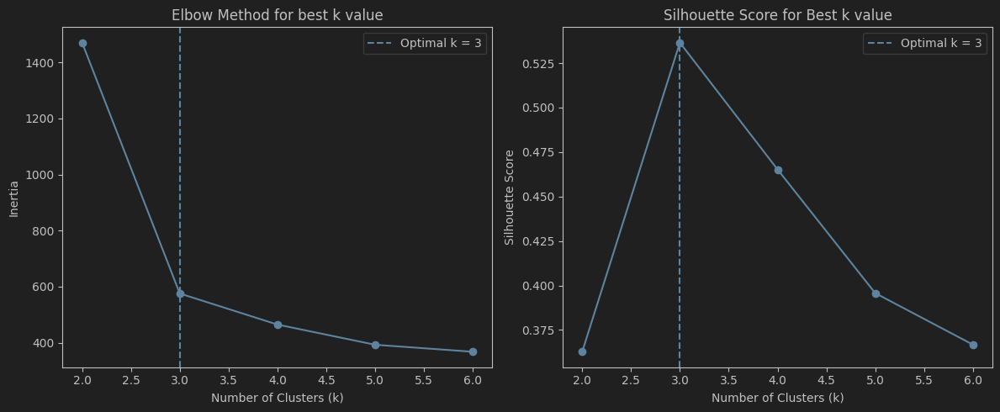 Elbow Method for best k value
Optimal k = 3
1400
1200
1000
800
600
400
Inertia
2.0 2.5 3.0 3.5 4.0 4.5 5.0 5.5 6.0
Number of Clusters (k)
Silhouette Score for Best k value
Optimal k = 3
0.525
0.500
0.475
0.450
0.425
0.400
0.375
Silhouette Score
2.0 2.5 3.0 3.5 4.0 4.5 5.0 5.5 6.0
Number of Clusters (k)